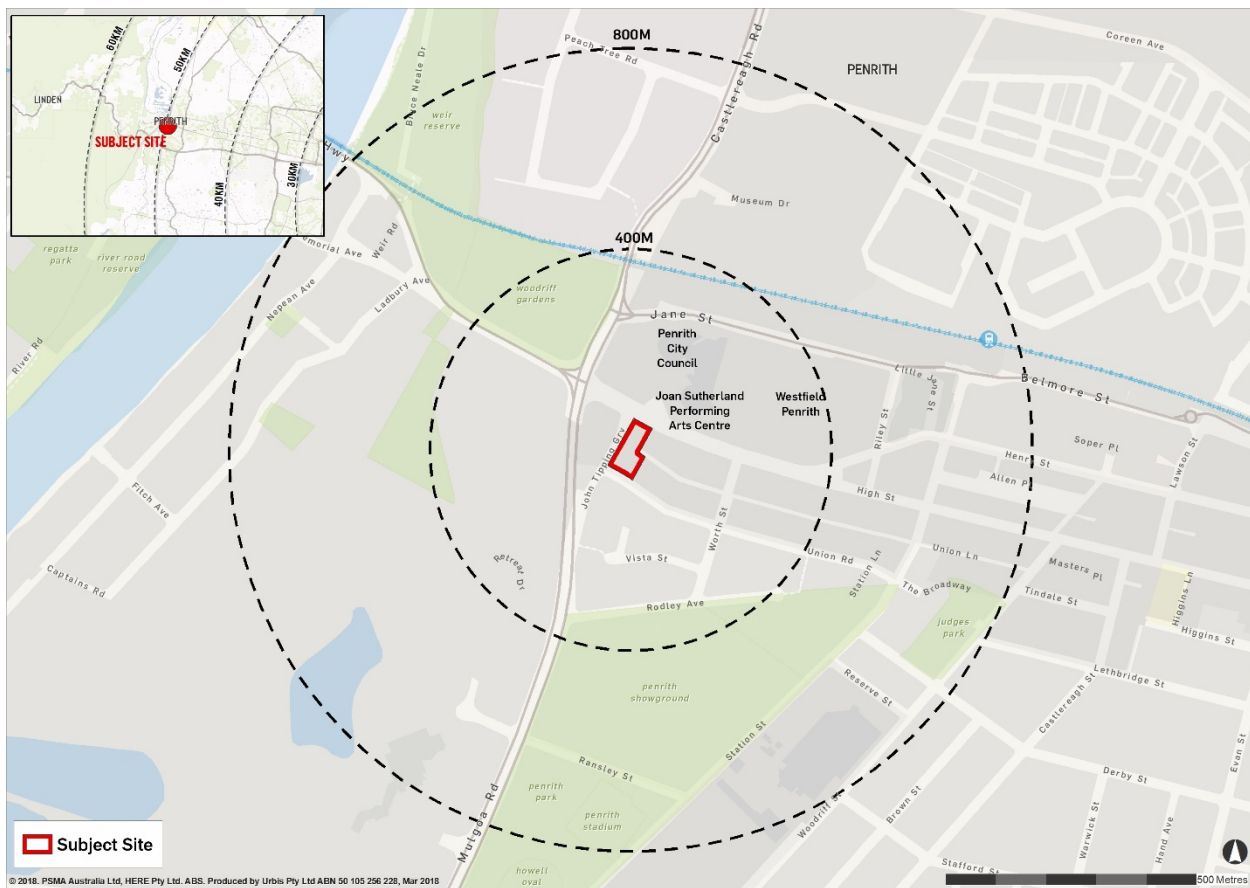 60KM
50KM
LINDEN
PENRITH
SUBJECT SITE
40KM
30KM
800M
Peach Tree Rd
Castlereagh Rd
Coreen Ave
PENRITH
Bruce Neale Dr
weir
reserve
Hwy
Museum Dr
400M
regatta
park
river road
reserve
Memorial Ave
Weir Rd
Nepean Ave
Ladbury Ave
woodriff
gardens
River Rd
Jane St
Penrith
City
Council
Little Jane St
Belmore St
Joan Sutherland
Performing
Arts Centre
Westfield
Penrith
Riley St
Soper Pl
Lawson St
John Tipping Grv
Henry St
Allen Pl
High St
Fitch Ave
Worth St
Captains Rd
Retreat Dr
Vista St
Union Rd
Station Ln
Union Ln
Masters Pl
The Broadway
Tindale St
Higgins Ln
Rodley Ave
judges
park
Higgins St
Lethbridge St
Reserve St
Castlereagh St
penrith
showground
Station St
Evan St
Ransley St
Derby St
penrith
park
penrith
stadium
Mulgoa Rd
Woodriff St
Brown St
Warwick St
Hand Ave
Stafford St
howell
oval
Subject Site
© 2018. PSMA Australia Ltd, HERE Pty Ltd. ABS. Produced by Urbis Pty Ltd ABN 50 105 256 228, Mar 2018
500 Metres